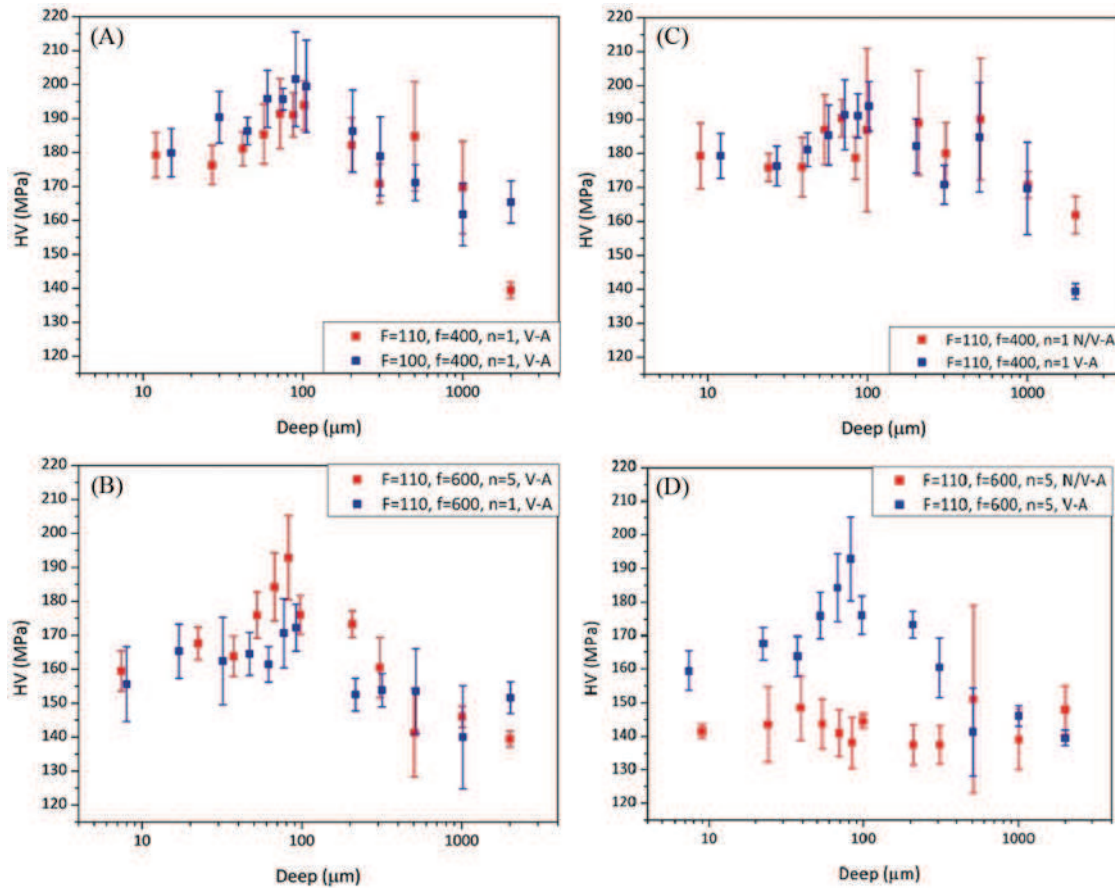 (A)
HV (MPa)
220
210
200
190
180
170
160
150
140
130
120
F=110, f=400, n=1, V-A
F=100, f=400, n=1, V-A
10
100
1000
Deep (μm)
(C)
HV (MPa)
220
210
200
190
180
170
160
150
140
130
120
F=110, f=400, n=1 N/V-A
F=110, f=400, n=1 V-A
10
100
1000
Deep (μm)
(B)
HV (MPa)
220
210
200
190
180
170
160
150
140
130
120
F=110, f=600, n=5, V-A
F=110, f=600, n=1, V-A
10
100
1000
Deep (μm)
(D)
HV (MPa)
220
210
200
190
180
170
160
150
140
130
120
F=110, f=600, n=5, N/V-A
F=110, f=600, n=5, V-A
10
100
1000
Deep (μm)